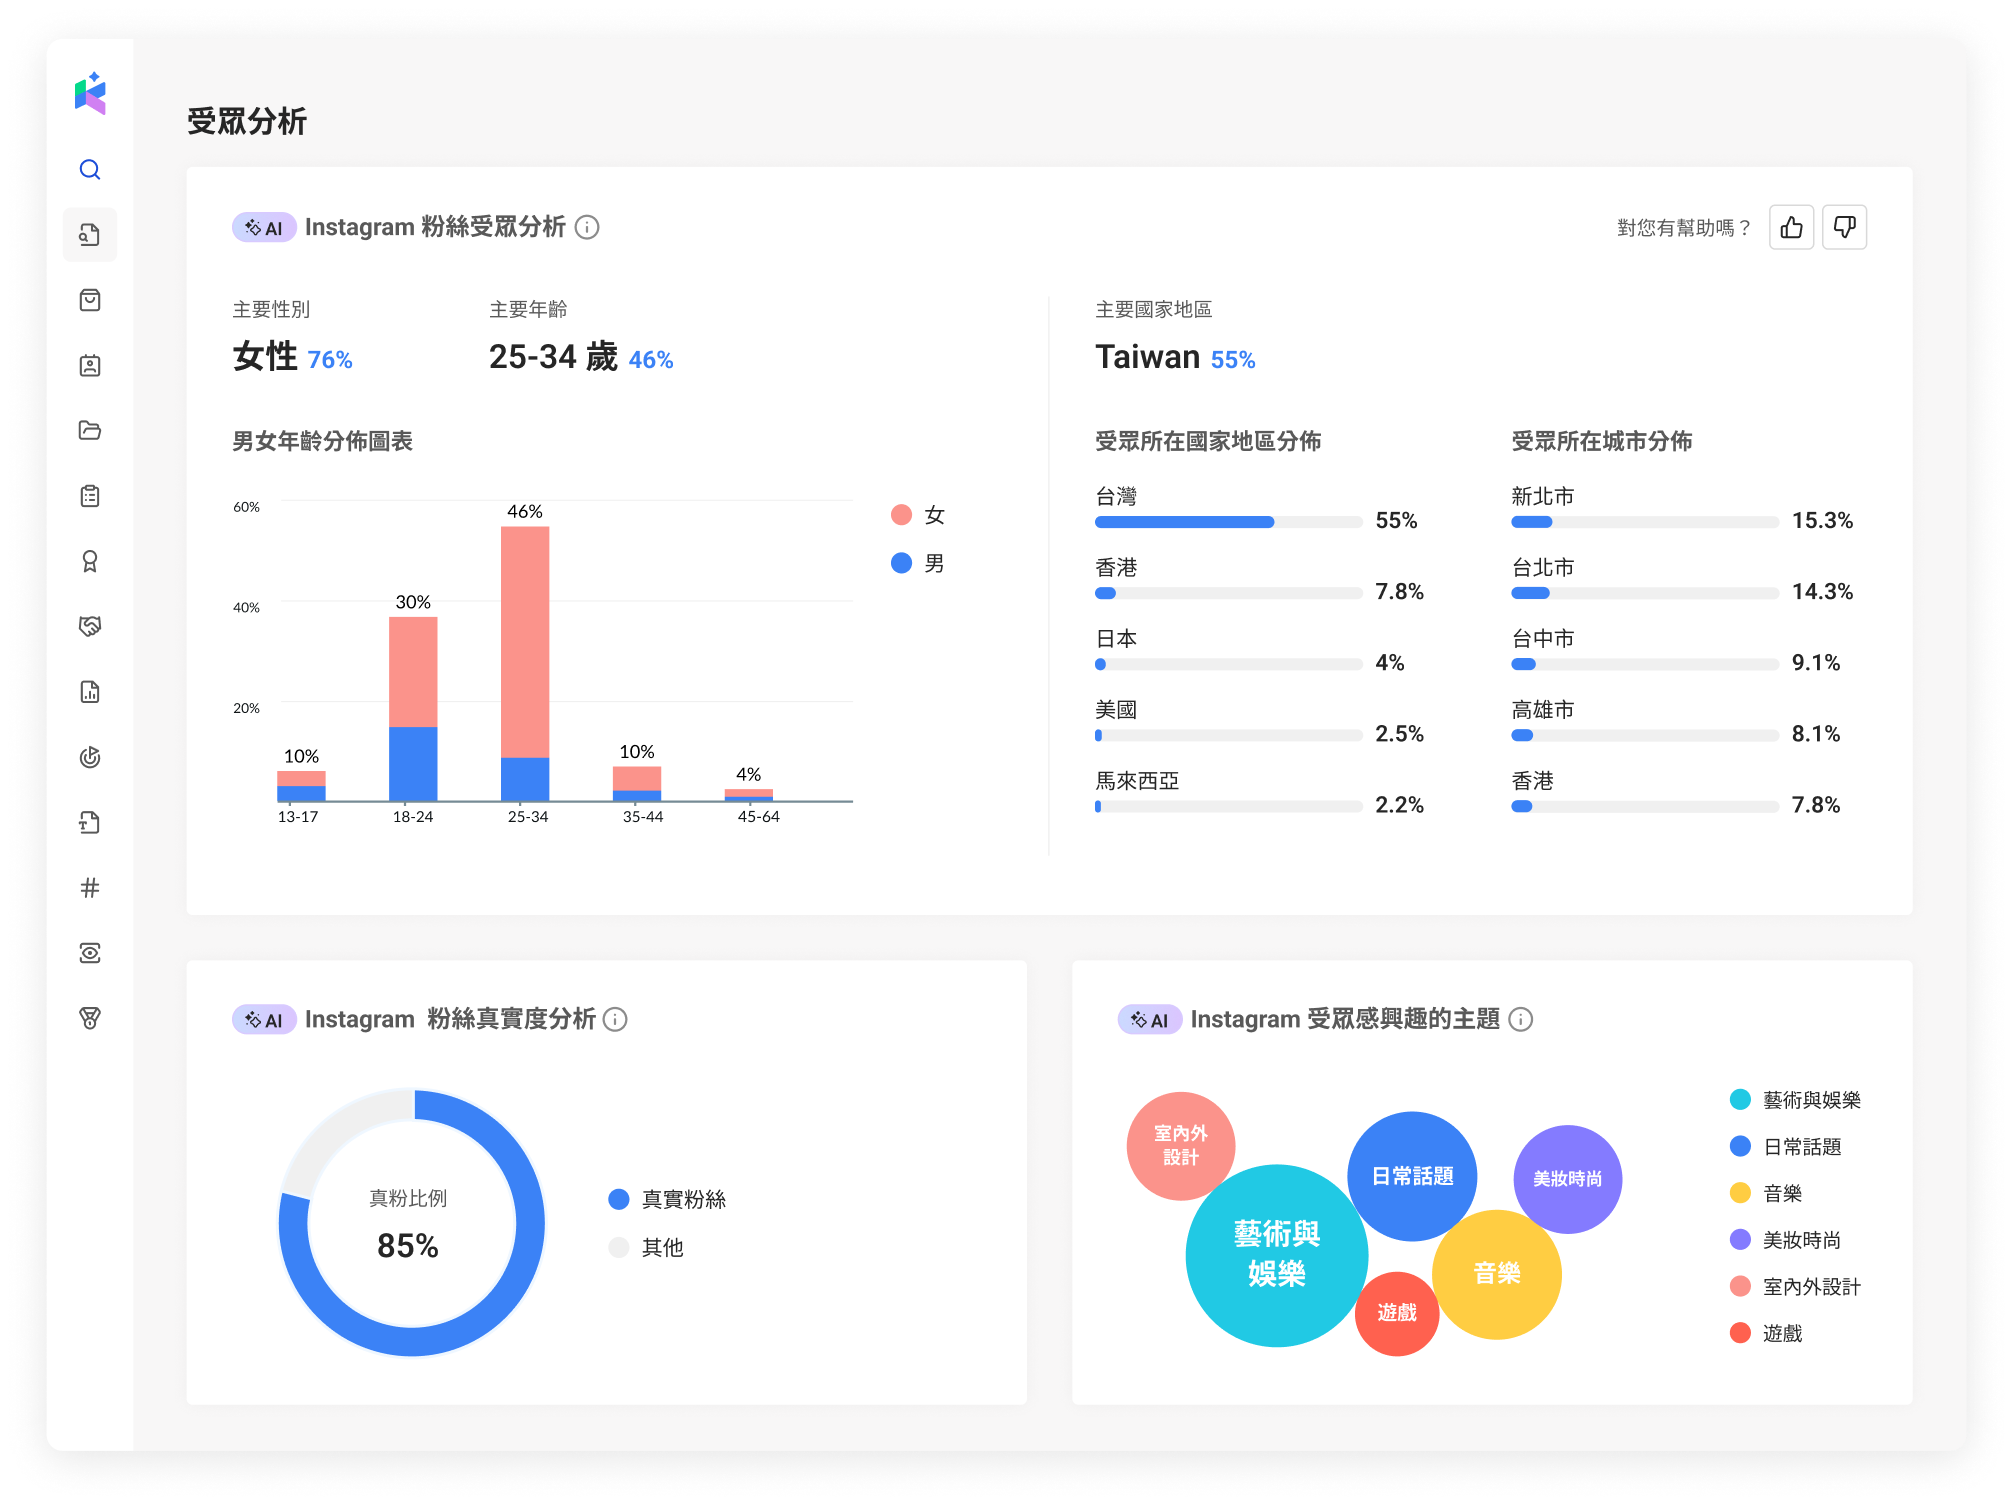 受眾分析
AI Instagram 粉絲受眾分析
對您有幫助嗎？
主要性別
女性 76%
主要年齡
25-34 歲 46%
男女年齡分佈圖表
60%
40%
20%
10%
30%
46%
10%
4%
13-17
18-24
25-34
35-44
45-64
女
男
主要國家地區
Taiwan 55%
受眾所在國家地區分佈
台灣
55%
香港
7.8%
日本
4%
美國
2.5%
馬來西亞
2.2%
受眾所在城市分佈
新北市
15.3%
台北市
14.3%
台中市
9.1%
高雄市
8.1%
香港
7.8%
AI Instagram 粉絲真實度分析
真粉比例
85%
真實粉絲
其他
AI Instagram 受眾感興趣的主題
室內外
設計
藝術與
娛樂
日常話題
美妝時尚
音樂
遊戲
藝術與娛樂
日常話題
音樂
美妝時尚
室內外設計
遊戲